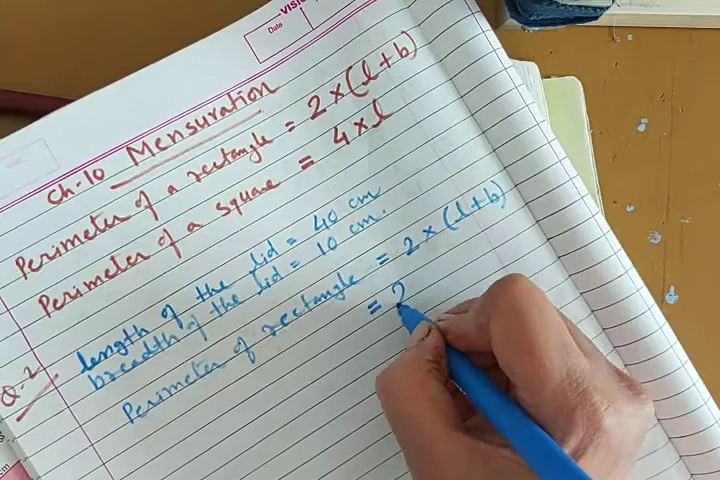 Date
Ch-10 Mensuration
Perimeter of a rectangle = 2×(l+b)
Perimeter of a square = 4×l
Q-2
length of the lid = 40 cm
breadth of the lid = 10 cm.
Perimeter of rectangle = 2×(l+b)
= 2
cm